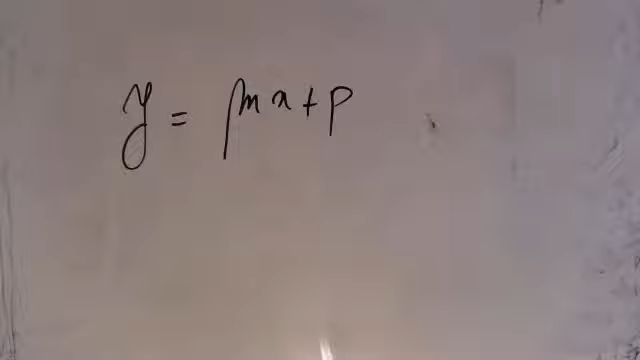 y = mx + p